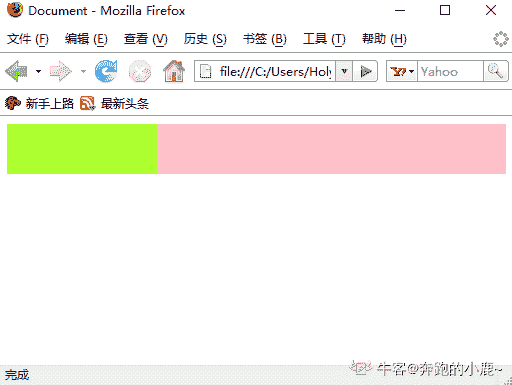 Document - Mozilla Firefox
文件 (F) 编辑 (E) 查看 (V) 历史 (S) 书签 (B) 工具 (T) 帮助 (H)
file:///C:/Users/Holy Yahoo
新手上路 最新头条
完成
牛客@奔跑的小鹿~